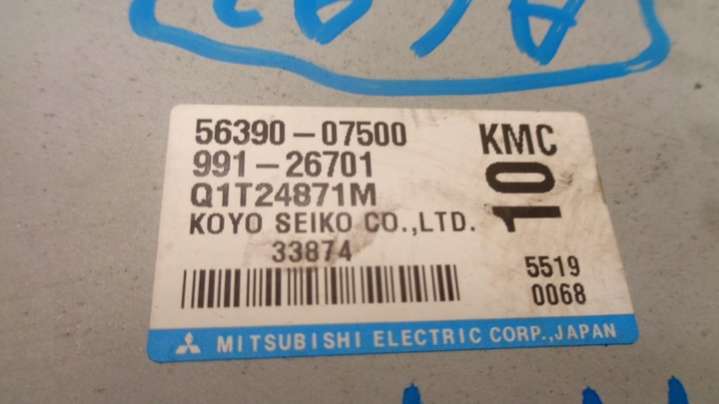 56390-07500 KMC
991-26701 10
Q1T24871M
KOYO SEIKO CO.,LTD.
33874
5519
0068
MITSUBISHI ELECTRIC CORP.,JAPAN